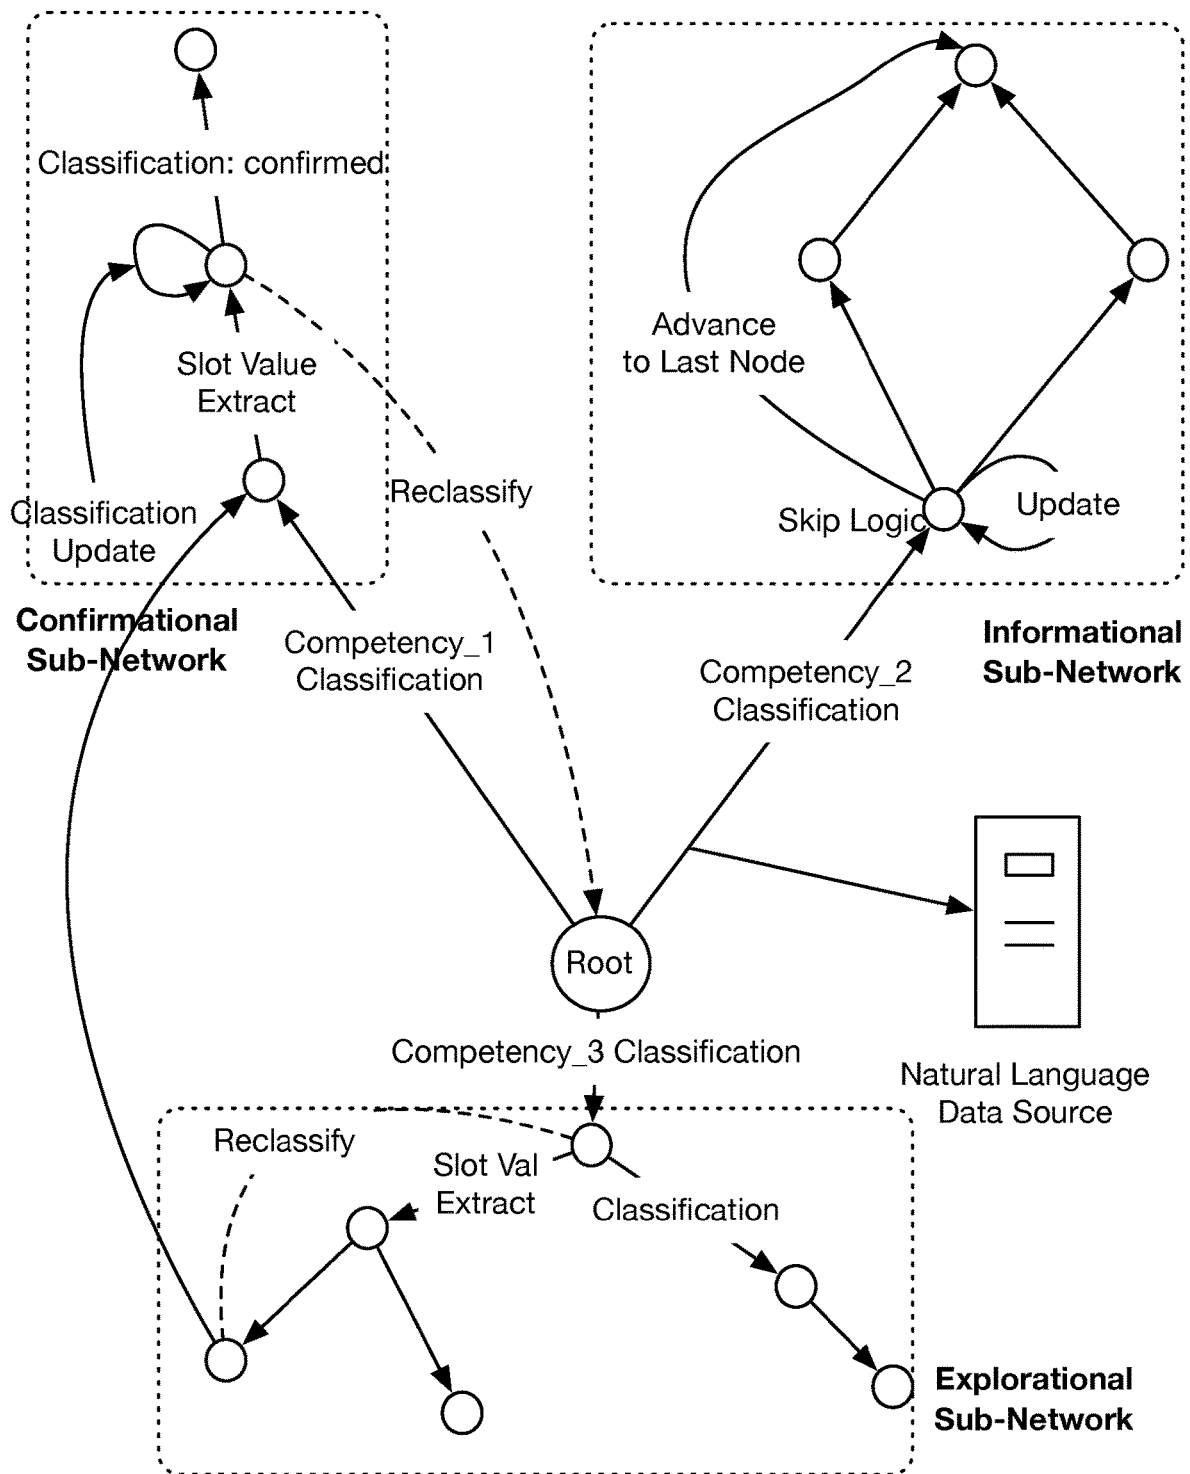 Classification: confirmed
Slot Value
Extract
Classification
Update
Reclassify
Confirmational
Sub-Network
Advance
to Last Node
Skip Logic
Update
Informational
Sub-Network
Competency_1
Classification
Competency_2
Classification
Root
Natural Language
Data Source
Competency_3 Classification
Reclassify
Slot Val
Extract
Classification
Explorational
Sub-Network